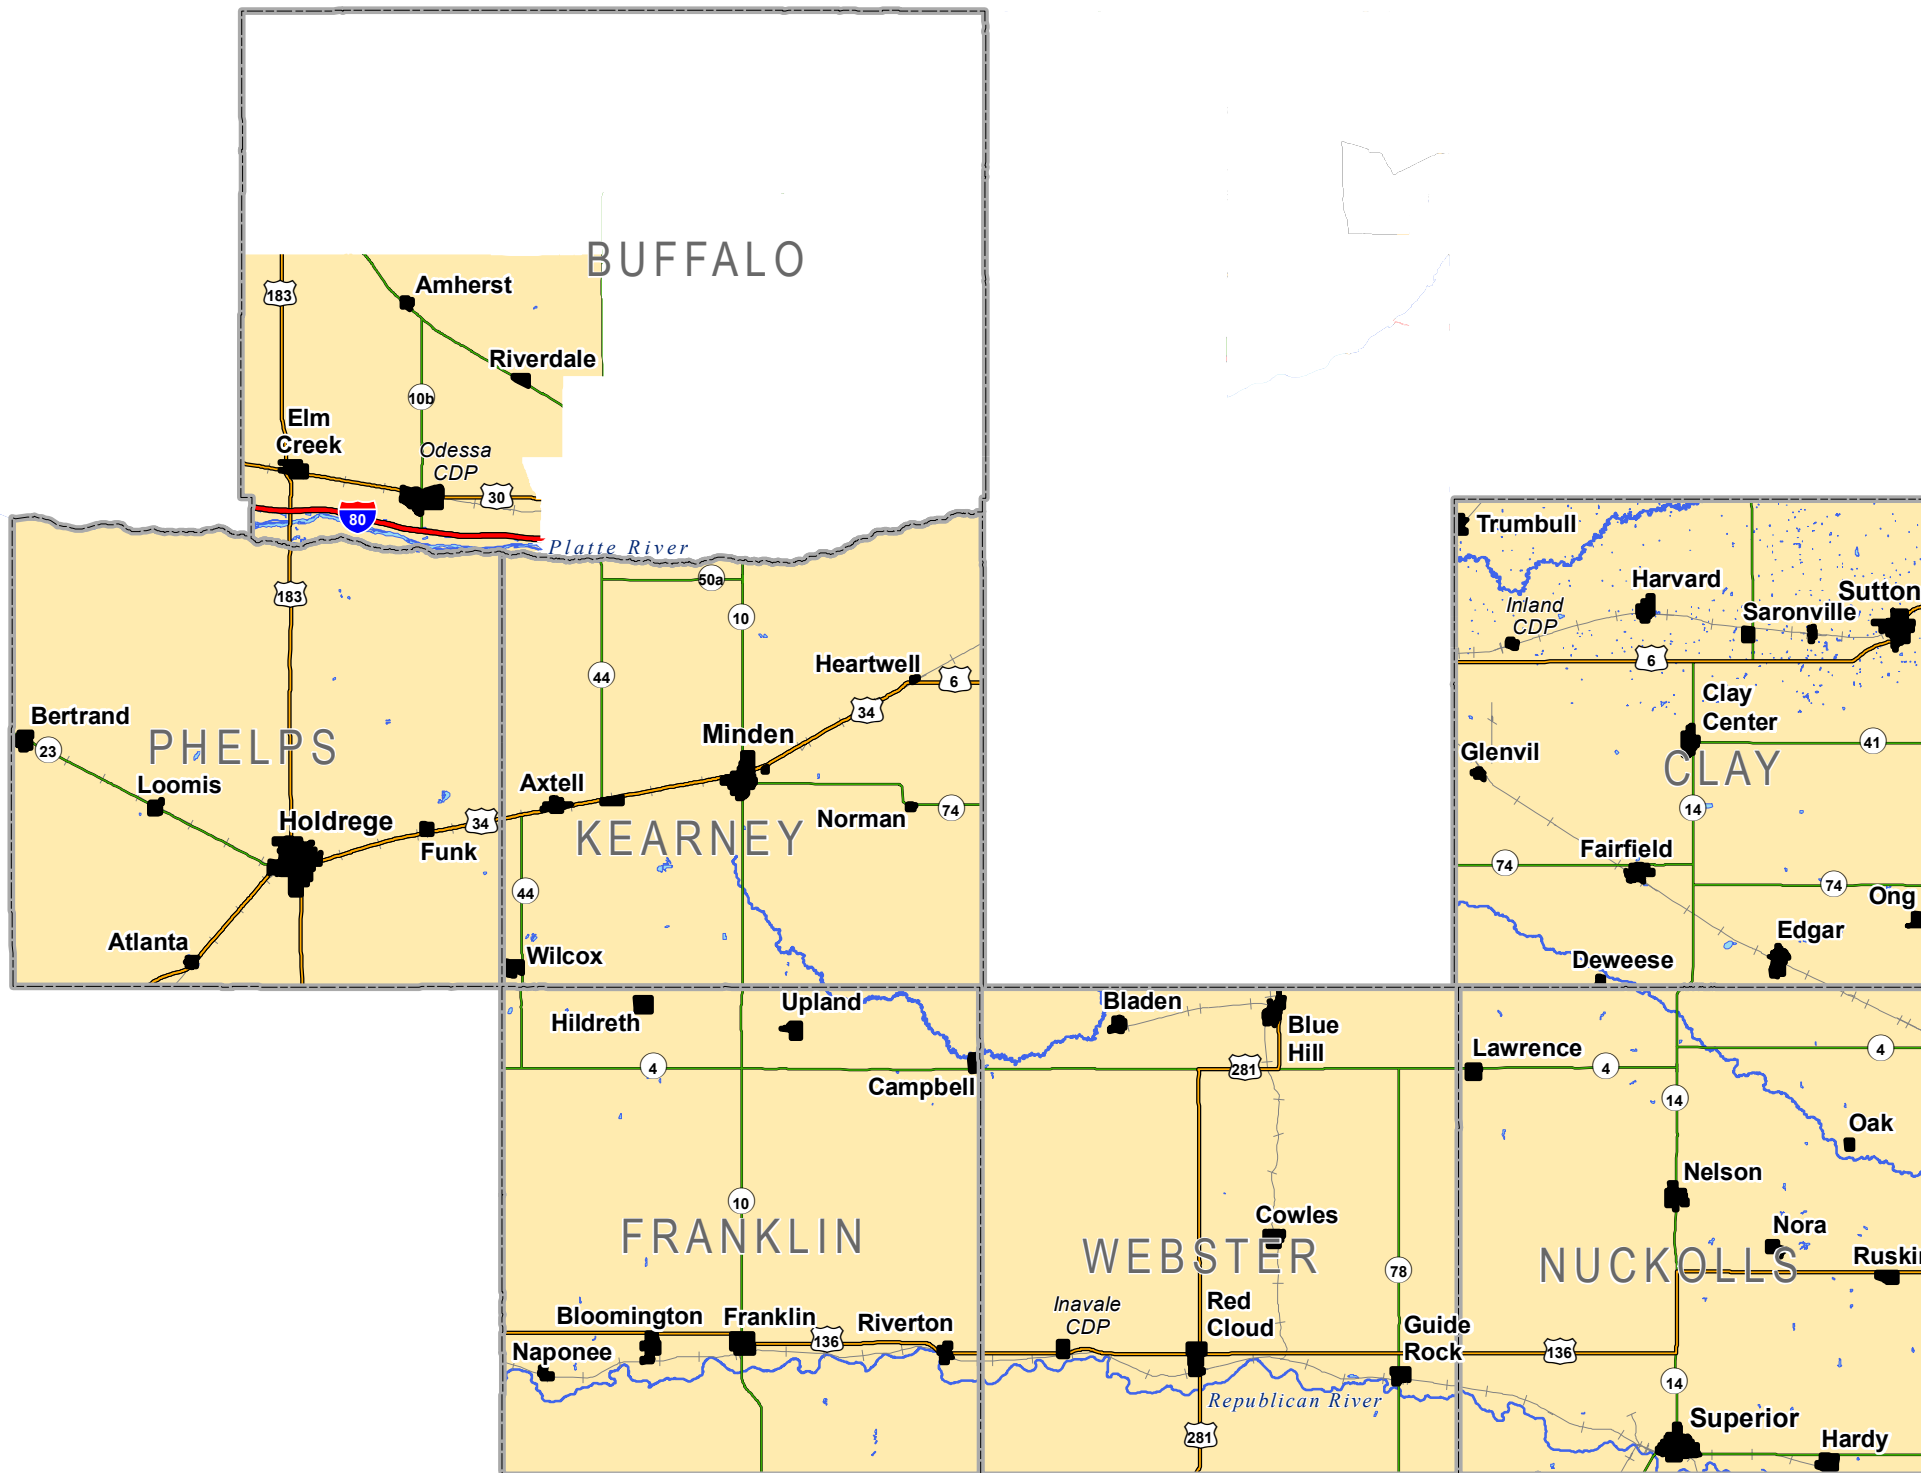 BUFFALO
183
Amherst
Riverdale
10b
Elm
Creek
Odessa
CDP
30
80
Platte River
Trumbull
183
50a
10
Harvard
Sutton
Inland
CDP
Saronville
Heartwell
6
6
44
34
Clay
Center
Bertrand
23
PHELPS
Minden
41
Glenvil
CLAY
Loomis
Axtell
14
Holdrege
34
Norman
74
Funk
KEARNEY
Fairfield
74
74
44
Ong
Atlanta
Wilcox
Edgar
Deweese
Hildreth
Upland
Bladen
Blue
Hill
Lawrence
4
4
281
4
Campbell
14
Oak
Nelson
10
Cowles
Nora
FRANKLIN
WEBSTER
NUCKOLLS
Ruski
78
Bloomington
Franklin
Riverton
Inavale
CDP
Red
Cloud
Guide
Rock
136
136
Naponee
14
Republican River
Superior
281
Hardy